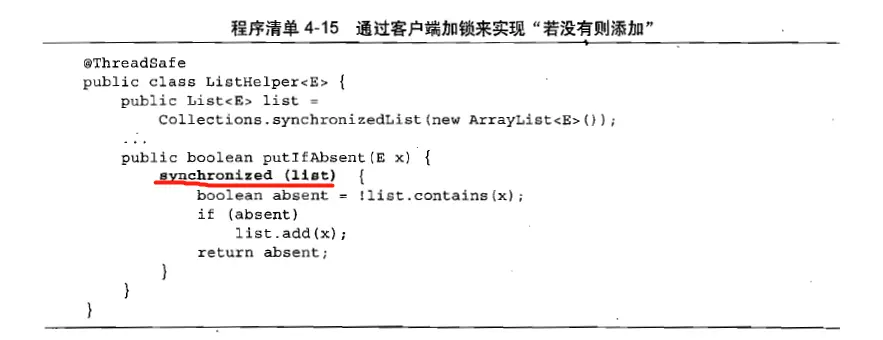 程序清单 4-15 通过客户端加锁来实现“若没有则添加”
@ThreadSafe
public class ListHelper<E> {
    public List<E> list =
        Collections.synchronizedList(new ArrayList<E>());
    ...
    public boolean putIfAbsent(E x) {
        synchronized (list)  {
            boolean absent = !list.contains(x);
            if (absent)
                list.add(x);
            return absent;
        }
    }
}